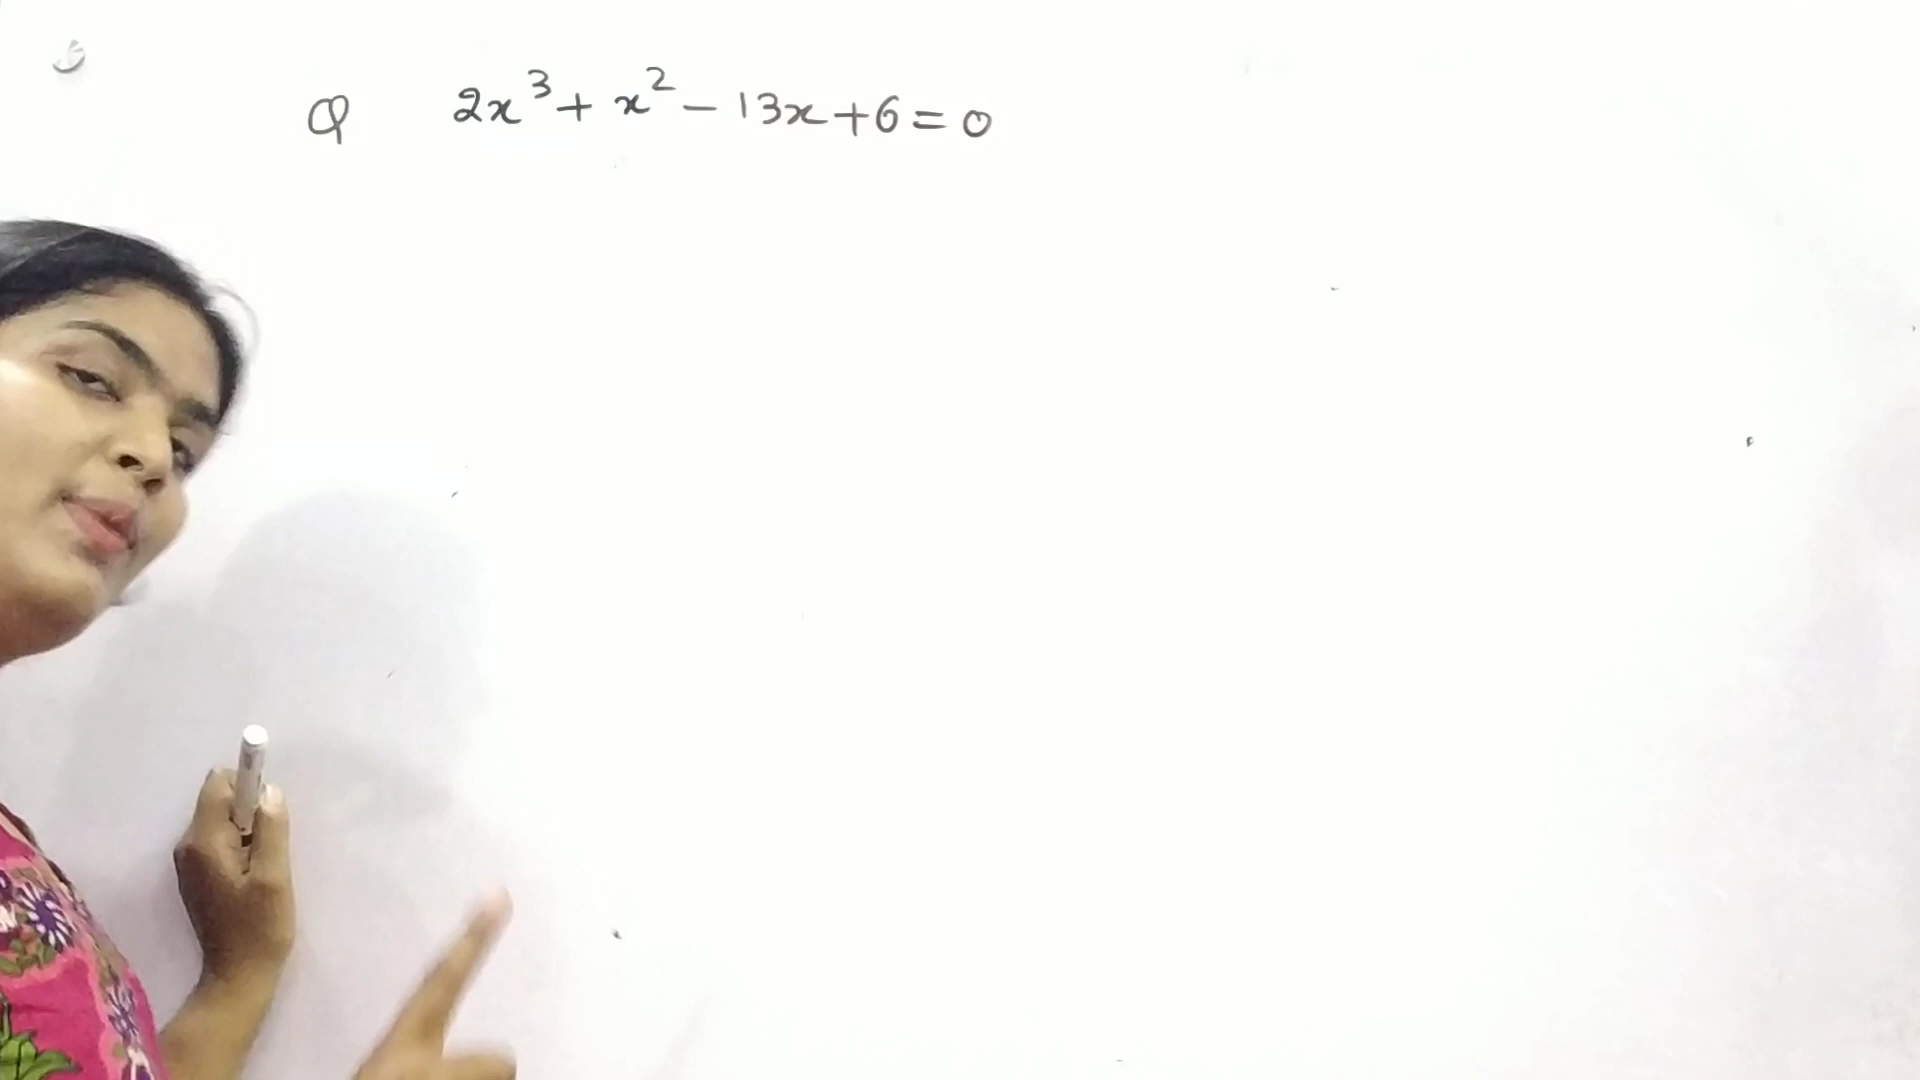 Q 2x³ + x² - 13x + 6 = 0